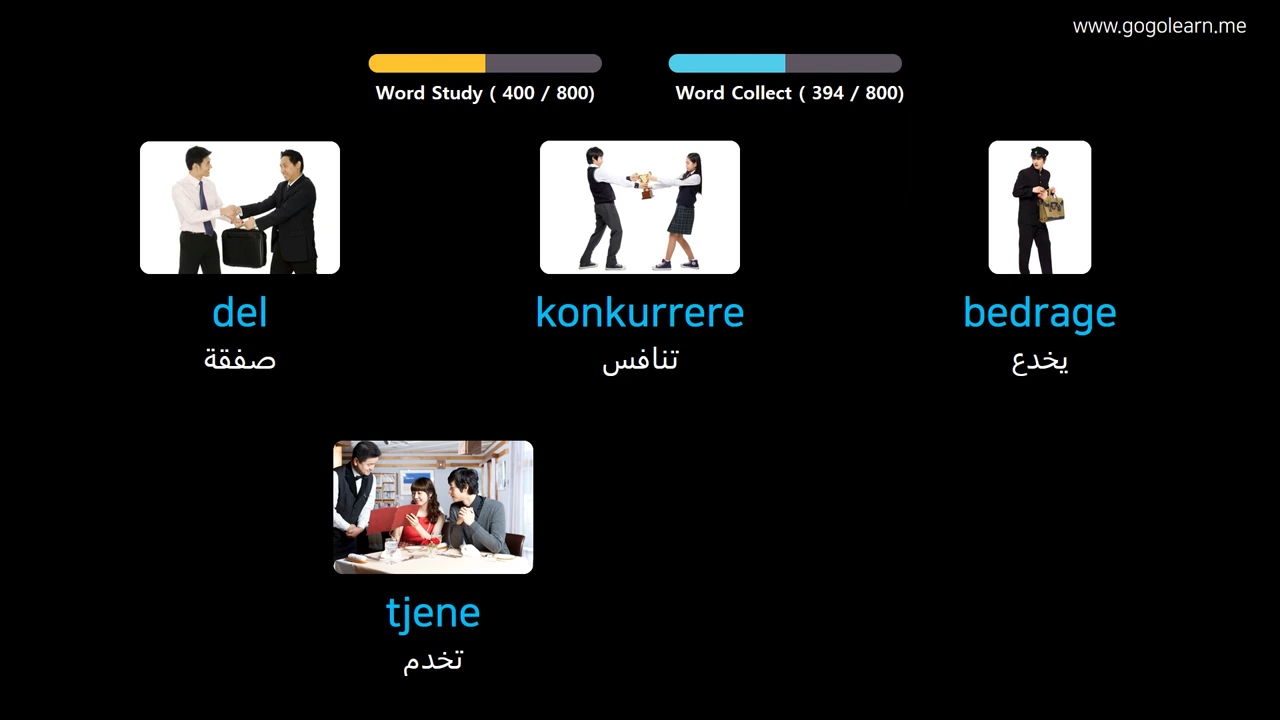 www.gogolearn.me
Word Study ( 400 / 800)
Word Collect ( 394 / 800)
del
konkurrere
bedrage
صفقة
تنافس
يخدع
tjene
تخدم